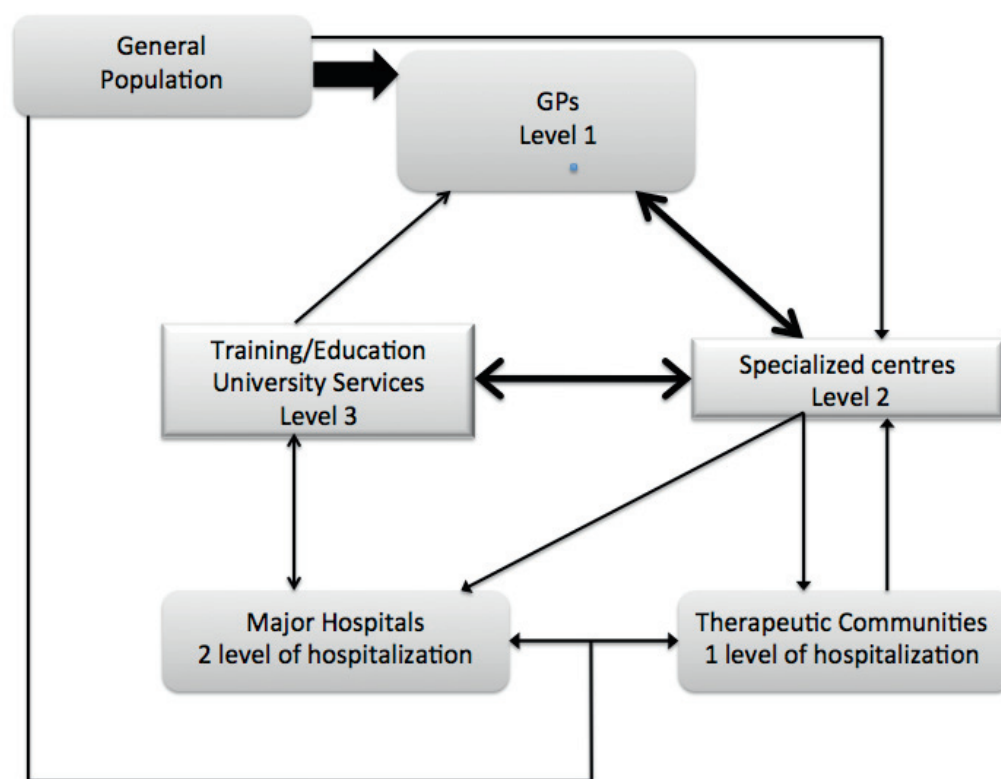 General
Population
GPs
Level 1
Training/Education
University Services
Level 3
Specialized centres
Level 2
Major Hospitals
2 level of hospitalization
Therapeutic Communities
1 level of hospitalization